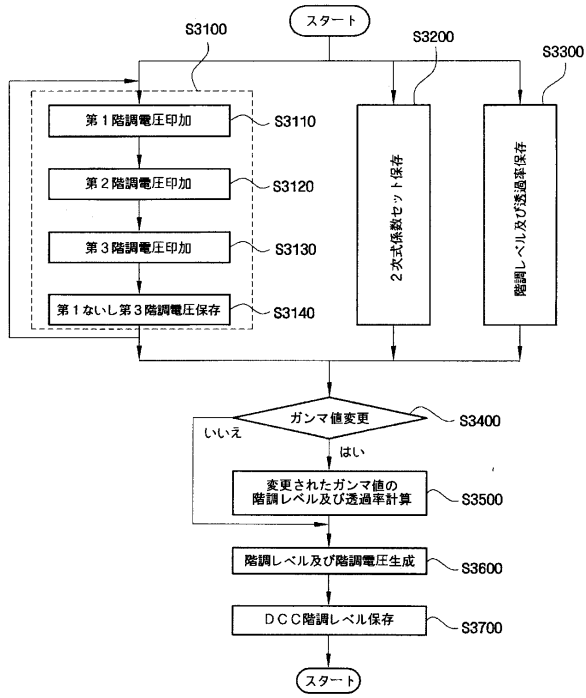 スタート
S3100
S3200
S3300
第1階調電圧印加
S3110
第2階調電圧印加
S3120
第3階調電圧印加
S3130
第1ないし第3階調電圧保存
S3140
2次式係数セット保存
階調レベル及び透過率保存
ガンマ値変更
S3400
いいえ
はい
変更されたガンマ値の
階調レベル及び透過率計算
S3500
階調レベル及び階調電圧生成
S3600
DCC階調レベル保存
S3700
スタート